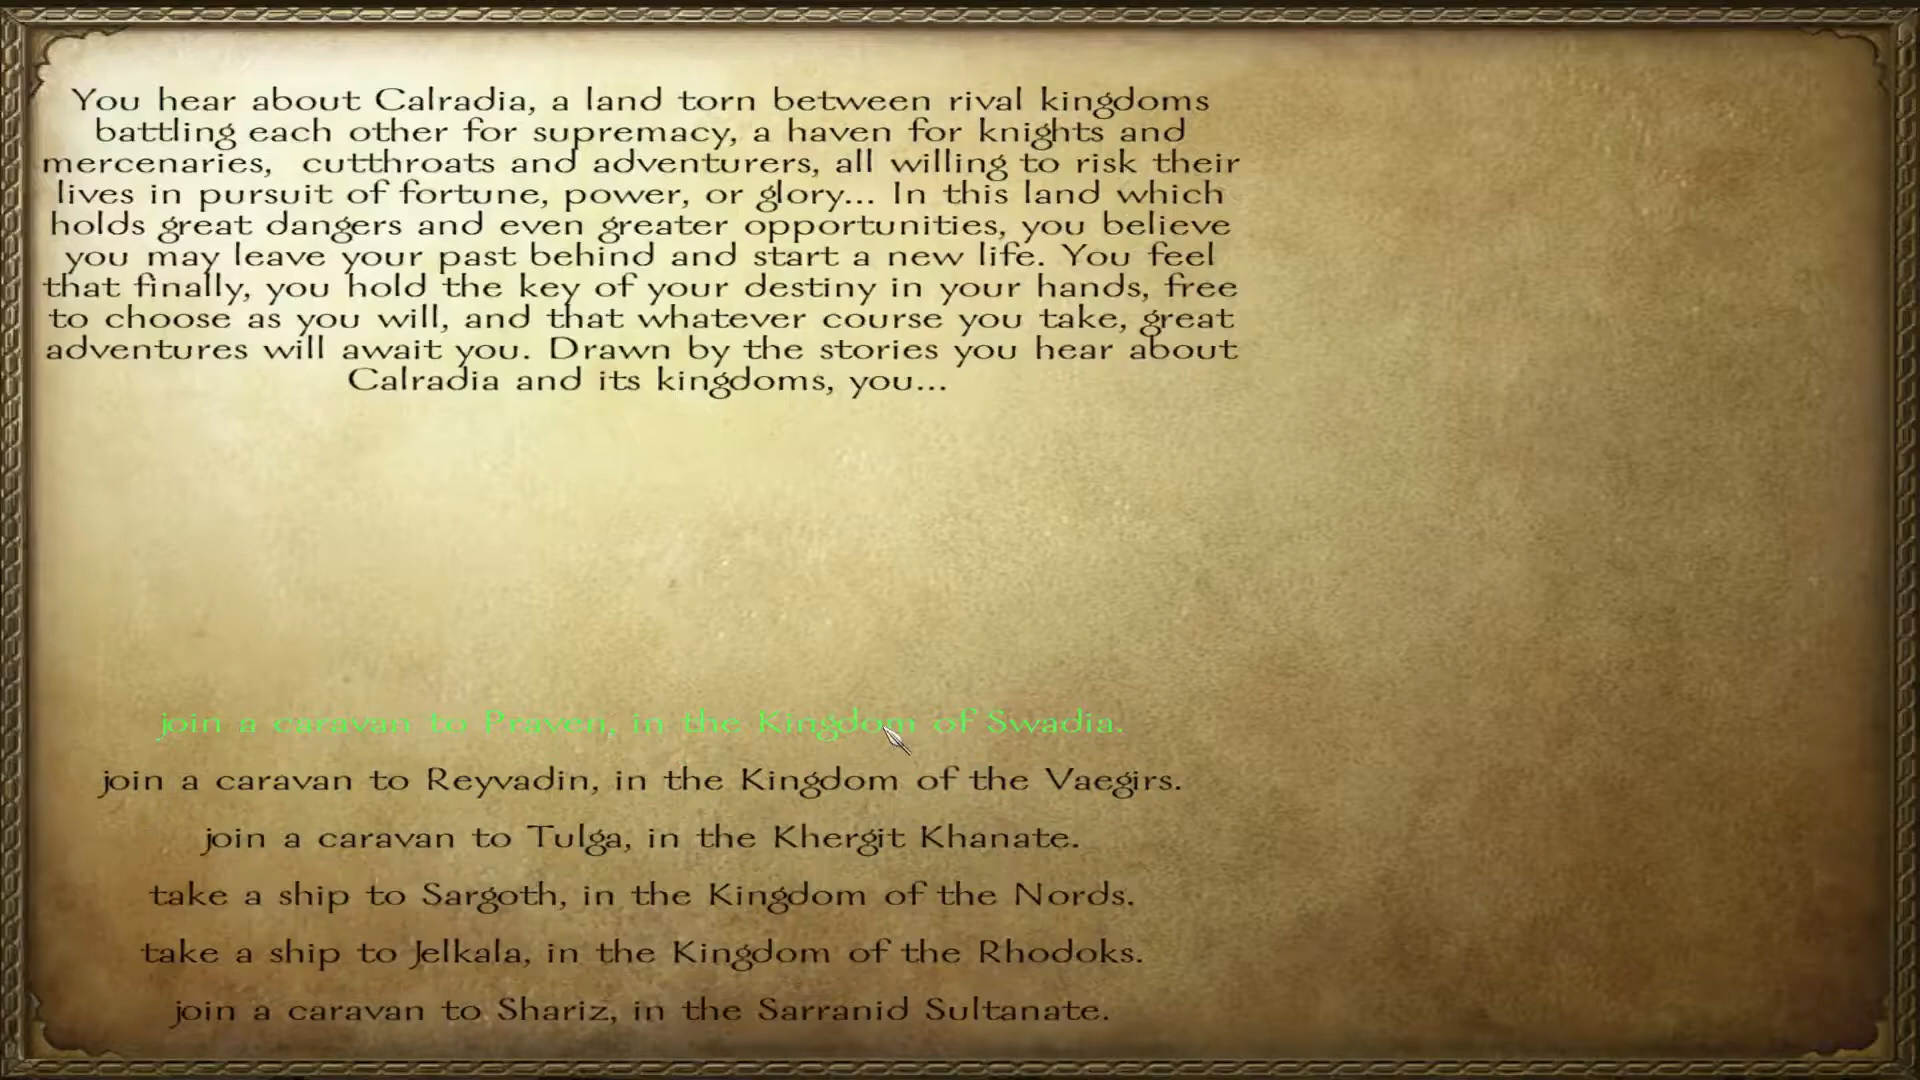 You hear about Calradia, a land torn between rival kingdoms
battling each other for supremacy, a haven for knights and
mercenaries,  cutthroats and adventurers, all willing to risk their
lives in pursuit of fortune, power, or glory... In this land which
holds great dangers and even greater opportunities, you believe
you may leave your past behind and start a new life. You feel
that finally, you hold the key of your destiny in your hands, free
to choose as you will, and that whatever course you take, great
adventures will await you. Drawn by the stories you hear about
Calradia and its kingdoms, you...
join a caravan to Praven, in the Kingdom of Swadia.
join a caravan to Reyvadin, in the Kingdom of the Vaegirs.
join a caravan to Tulga, in the Khergit Khanate.
take a ship to Sargoth, in the Kingdom of the Nords.
take a ship to Jelkala, in the Kingdom of the Rhodoks.
join a caravan to Shariz, in the Sarranid Sultanate.